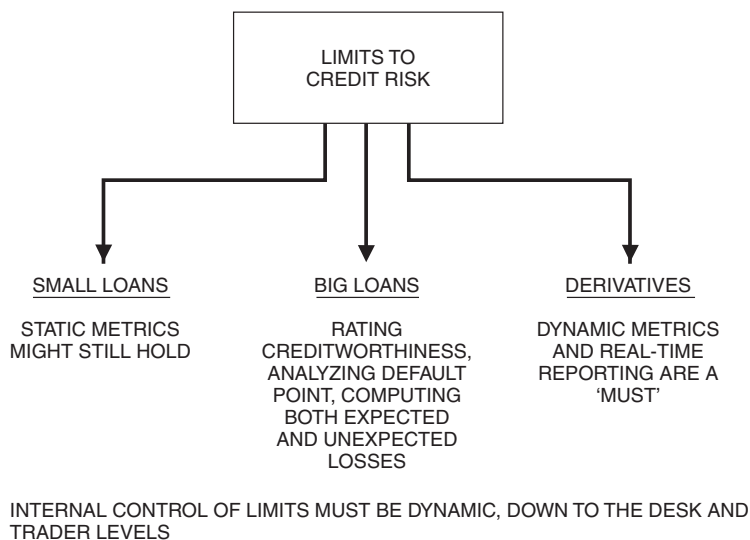 LIMITS TO
CREDIT RISK
SMALL LOANS
STATIC METRICS
MIGHT STILL HOLD
BIG LOANS
RATING
CREDITWORTHINESS,
ANALYZING DEFAULT
POINT, COMPUTING
BOTH EXPECTED
AND UNEXPECTED
LOSSES
DERIVATIVES
DYNAMIC METRICS
AND REAL-TIME
REPORTING ARE A
‘MUST’
INTERNAL CONTROL OF LIMITS MUST BE DYNAMIC, DOWN TO THE DESK AND
TRADER LEVELS